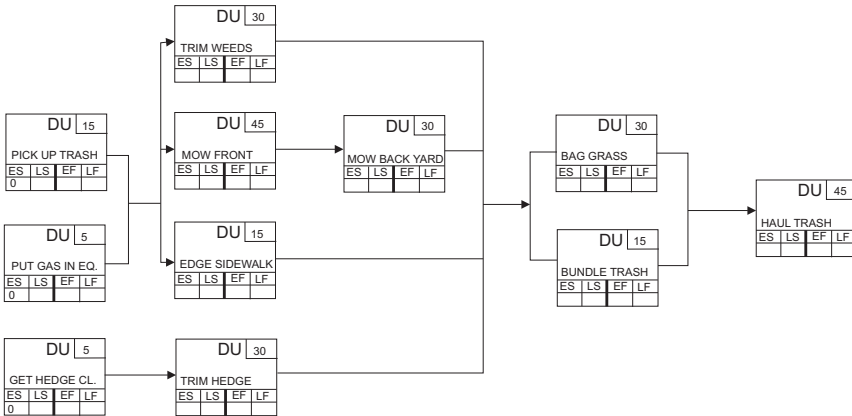 DU 30
TRIM WEEDS
ES LS EF LF
DU 15
PICK UP TRASH
ES LS EF LF
0
DU 45
MOW FRONT
ES LS EF LF
DU 30
MOW BACK YARD
ES LS EF LF
DU 30
BAG GRASS
ES LS EF LF
DU 45
HAUL TRASH
ES LS EF LF
DU 5
PUT GAS IN EQ.
ES LS EF LF
0
DU 15
EDGE SIDEWALK
ES LS EF LF
DU 15
BUNDLE TRASH
ES LS EF LF
DU 5
GET HEDGE CL.
ES LS EF LF
0
DU 30
TRIM HEDGE
ES LS EF LF